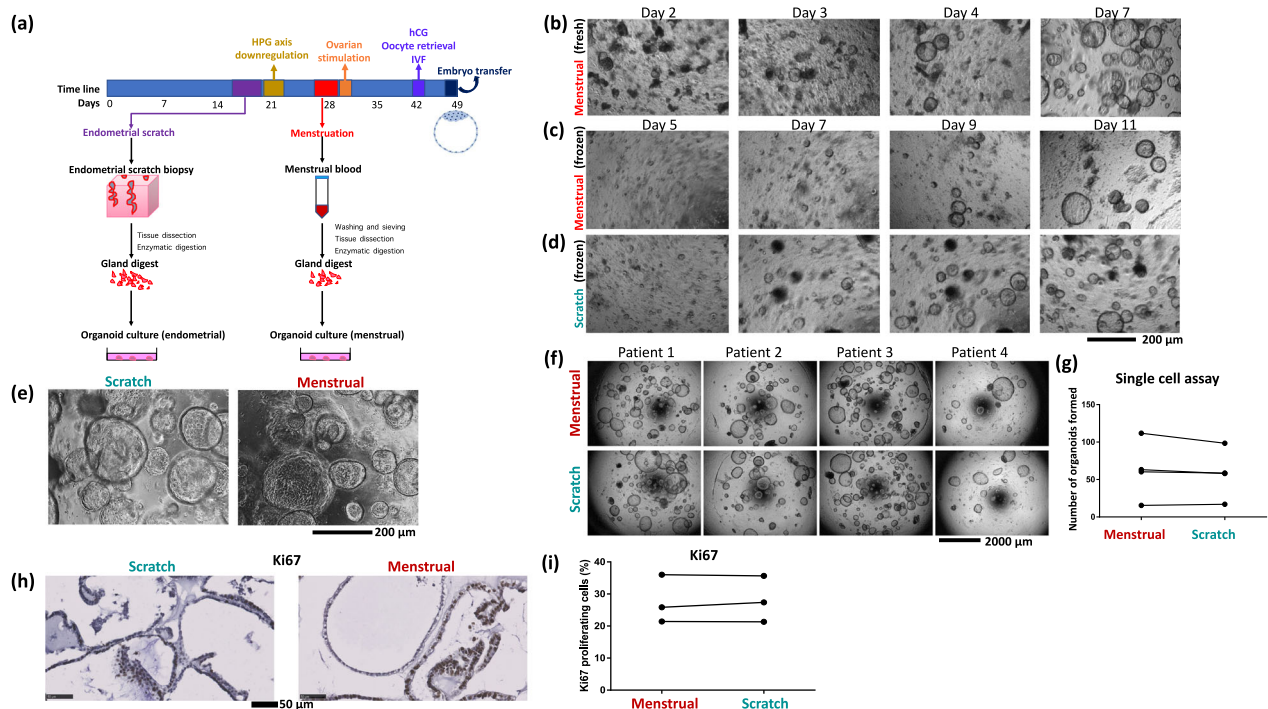 (a)
HPG axis
downregulation
Ovarian
stimulation
hCG
Oocyte retrieval
IVF
Embryo transfer
Time line
Days
0 7 14 21 28 35 42 49
Endometrial scratch
Menstruation
Endometrial scratch biopsy
Menstrual blood
Tissue dissection
Enzymatic digestion
Washing and sieving
Tissue dissection
Enzymatic digestion
Gland digest
Gland digest
Organoid culture (endometrial)
Organoid culture (menstrual)
(b)
Day 2 Day 3 Day 4 Day 7
Menstrual (fresh)
(c)
Day 5 Day 7 Day 9 Day 11
Menstrual (frozen)
(d)
Scratch (frozen)
200 µm
(e)
Scratch
Menstrual
200 µm
(f)
Patient 1 Patient 2 Patient 3 Patient 4
Menstrual
Scratch
2000 µm
(g)
Single cell assay
Number of organoids formed
150
100
50
0
Menstrual Scratch
(h)
Scratch
Ki67
Menstrual
50 µm
(i)
Ki67
Ki67 proliferating cells (%)
40
30
20
10
0
Menstrual Scratch